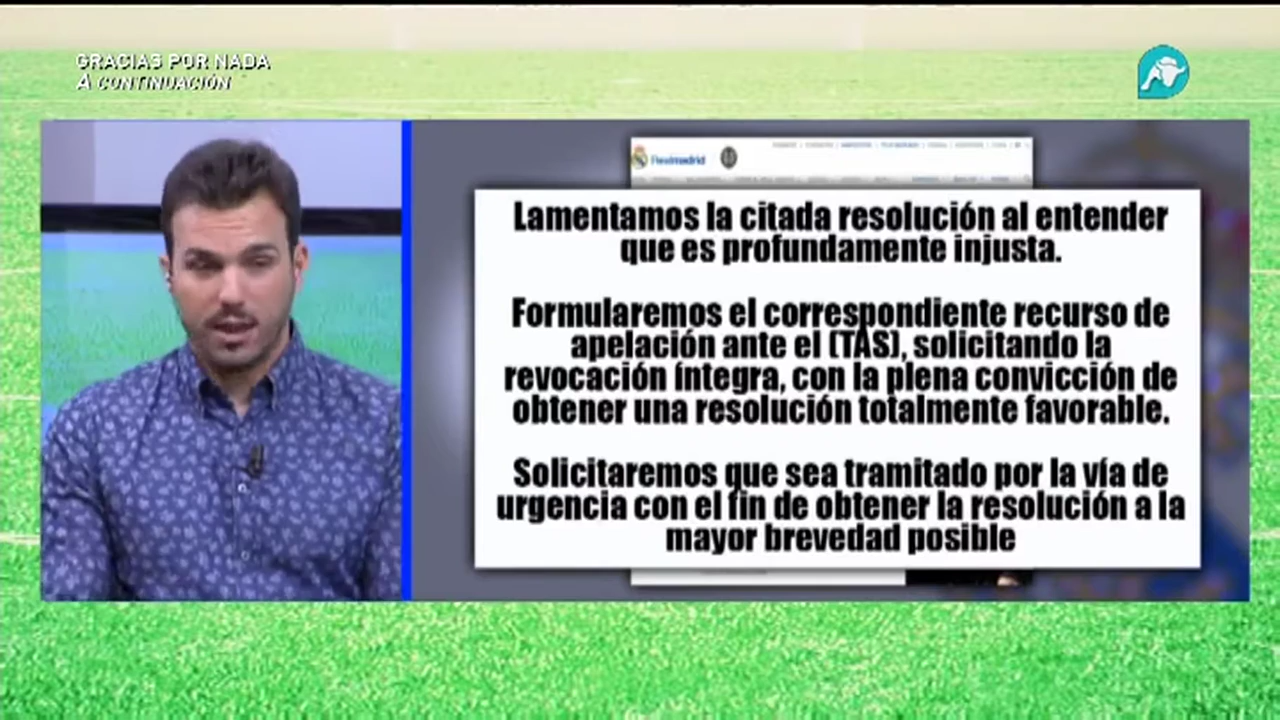 GRACIAS POR NADA
A CONTINUACIÓN
Realmadrid
Lamentamos la citada resolución al entender
que es profundamente injusta.
Formularemos el correspondiente recurso de
apelación ante el (TAS), solicitando la
revocación íntegra, con la plena convicción de
obtener una resolución totalmente favorable.
Solicitaremos que sea tramitado por la vía de
urgencia con el fin de obtener la resolución a la
mayor brevedad posible